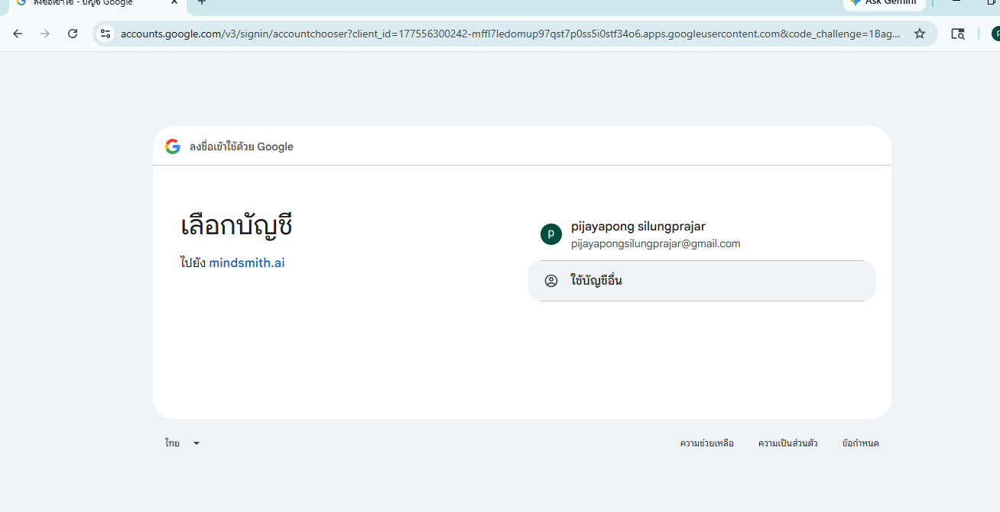 ลงชื่อเข้าใช้ - บัญชี Google
Ask Gemini
accounts.google.com/v3/signin/accountchooser?client_id=177556300242-mffl7ledomup97qst7p0ss5i0stf34o6.apps.googleusercontent.com&code_challenge=1Bag...
ลงชื่อเข้าใช้ด้วย Google
เลือกบัญชี
ไปยัง mindsmith.ai
p
pijayapong silungprajar
pijayapongsilungprajar@gmail.com
ใช้บัญชีอื่น
ไทย
ความช่วยเหลือ
ความเป็นส่วนตัว
ข้อกำหนด